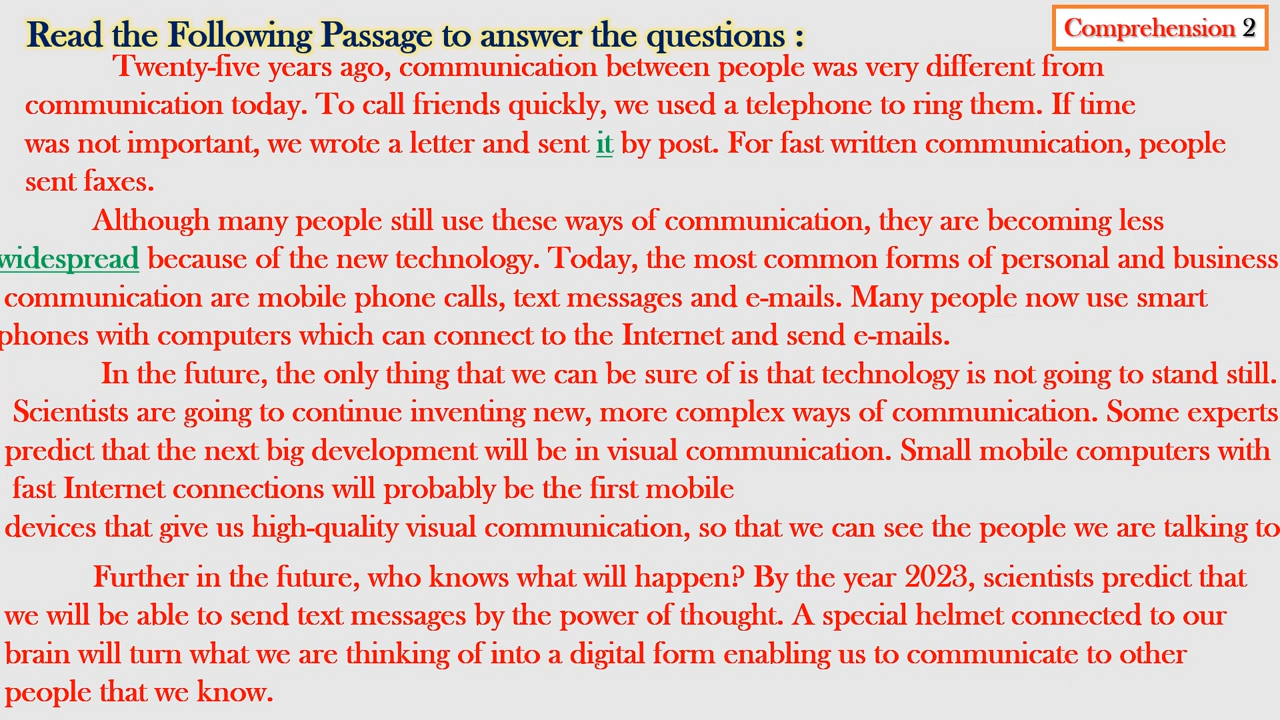 Read the Following Passage to answer the questions :
Comprehension 2
Twenty-five years ago, communication between people was very different from
communication today. To call friends quickly, we used a telephone to ring them. If time
was not important, we wrote a letter and sent it by post. For fast written communication, people
sent faxes.
Although many people still use these ways of communication, they are becoming less
widespread because of the new technology. Today, the most common forms of personal and business
communication are mobile phone calls, text messages and e-mails. Many people now use smart
phones with computers which can connect to the Internet and send e-mails.
In the future, the only thing that we can be sure of is that technology is not going to stand still.
Scientists are going to continue inventing new, more complex ways of communication. Some experts
predict that the next big development will be in visual communication. Small mobile computers with
fast Internet connections will probably be the first mobile
devices that give us high-quality visual communication, so that we can see the people we are talking to
Further in the future, who knows what will happen? By the year 2023, scientists predict that
we will be able to send text messages by the power of thought. A special helmet connected to our
brain will turn what we are thinking of into a digital form enabling us to communicate to other
people that we know.